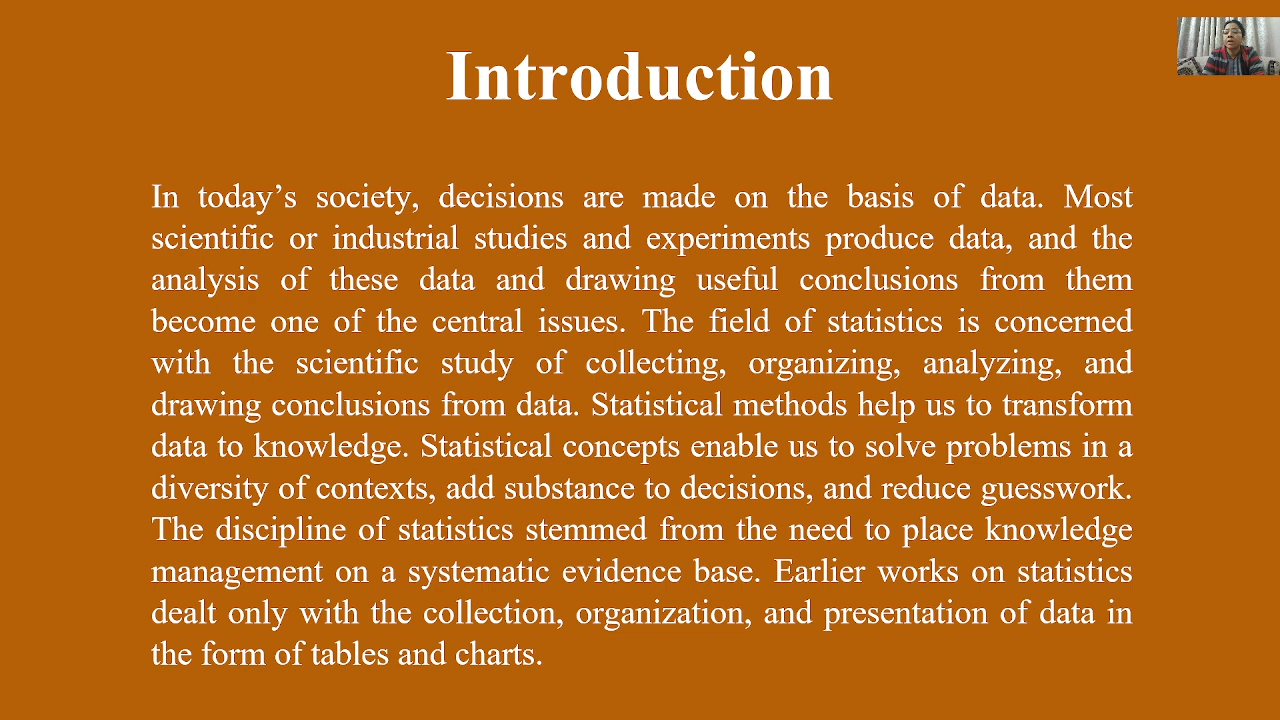 Introduction
In today’s society, decisions are made on the basis of data. Most
scientific or industrial studies and experiments produce data, and the
analysis of these data and drawing useful conclusions from them
become one of the central issues. The field of statistics is concerned
with the scientific study of collecting, organizing, analyzing, and
drawing conclusions from data. Statistical methods help us to transform
data to knowledge. Statistical concepts enable us to solve problems in a
diversity of contexts, add substance to decisions, and reduce guesswork.
The discipline of statistics stemmed from the need to place knowledge
management on a systematic evidence base. Earlier works on statistics
dealt only with the collection, organization, and presentation of data in
the form of tables and charts.